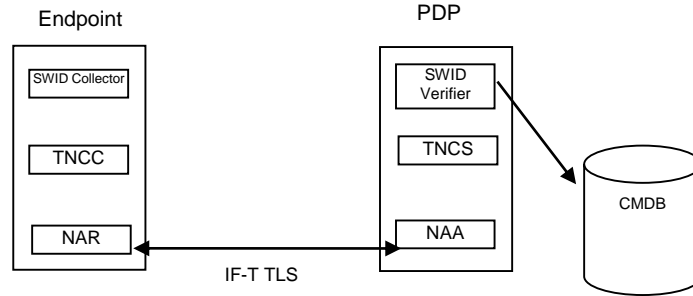 Endpoint
PDP
SWID Collector
SWID
Verifier
TNCC
TNCS
CMDB
NAR
NAA
IF-T TLS